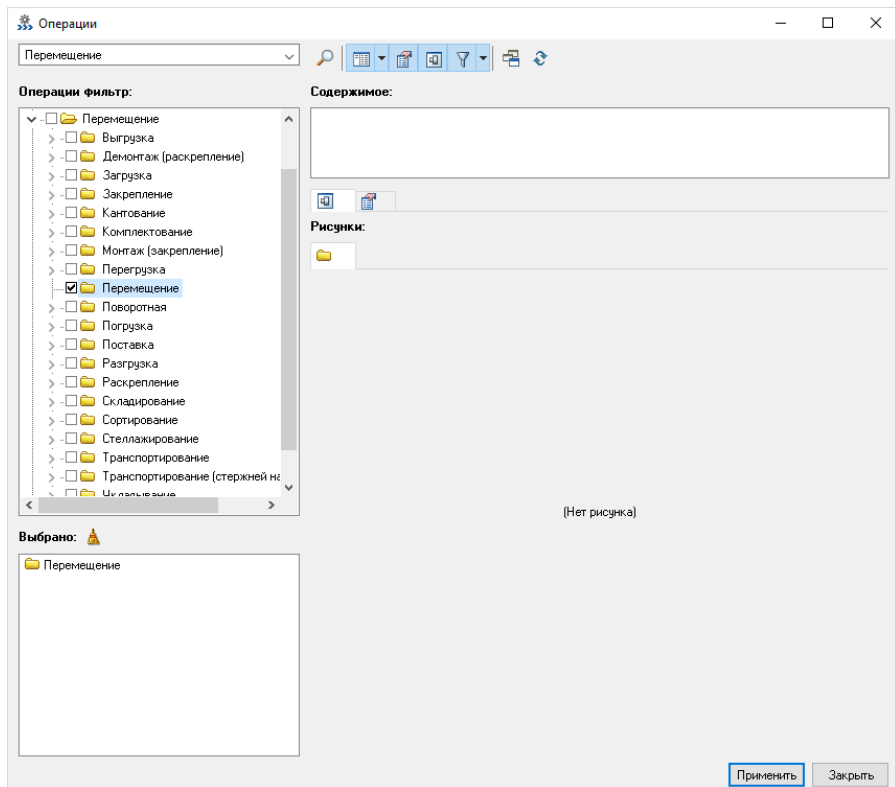 Операции
Перемещение
Операции фильтр:
Содержимое:
Перемещение
Выгрузка
Демонтаж (раскрепление)
Загрузка
Закрепление
Кантование
Комплектование
Монтаж (закрепление)
Перегрузка
Перемещение
Поворотная
Погрузка
Поставка
Разгрузка
Раскрепление
Складирование
Сортирование
Стеллажирование
Транспортирование
Транспортирование (стержней на
Укладывание
Рисунки:
(Нет рисунка)
Выбрано:
Перемещение
Применить
Закрыть